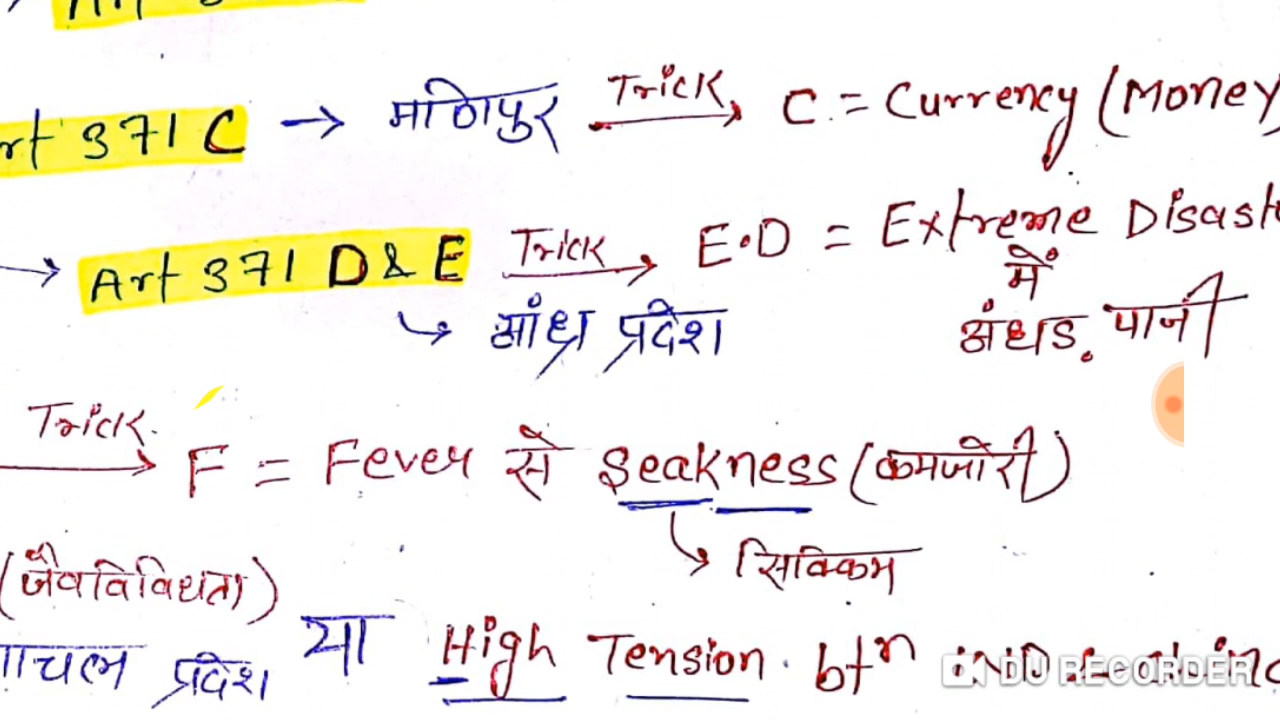 rt 371 C → मणिपुर Trick C = Currency (Money)
→ Art 371 D & E Trick E.D = Extreme Disast
में
↳ आंध्र प्रदेश अंधड, पानी
Trick. F = Fever से Seakness (कमजोरी)
↳ सिक्किम
(जैवविविधता)
ाचल प्रदेश या High Tension. btn IND &
DU RECORDER